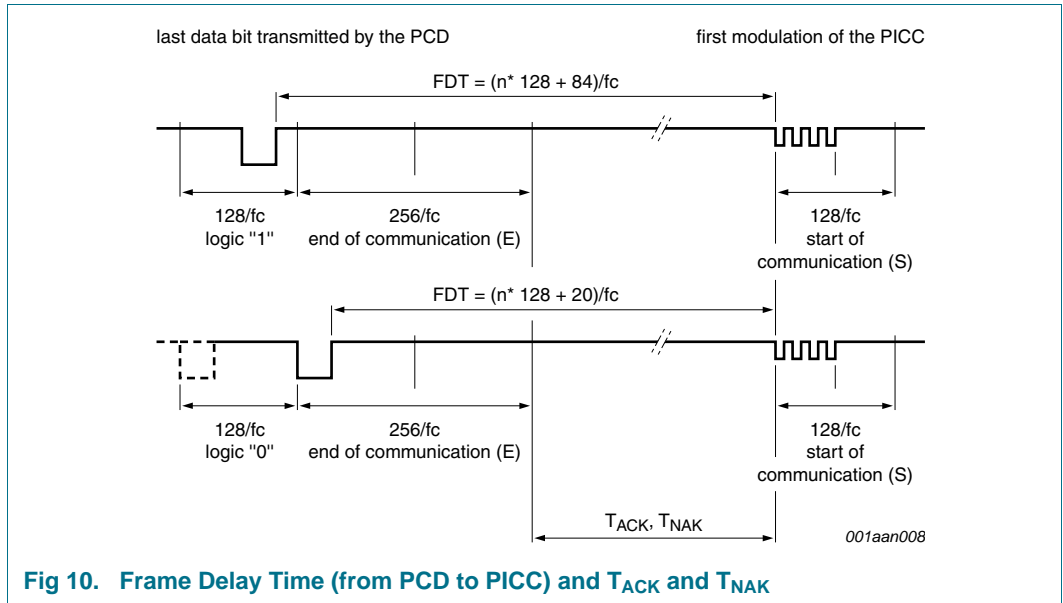 last data bit transmitted by the PCD
first modulation of the PICC
FDT = (n* 128 + 84)/fc
128/fc
logic "1"
256/fc
end of communication (E)
128/fc
start of
communication (S)
FDT = (n* 128 + 20)/fc
128/fc
logic "0"
256/fc
end of communication (E)
128/fc
start of
communication (S)
TACK, TNAK
001aan008
Fig 10. Frame Delay Time (from PCD to PICC) and TACK and TNAK